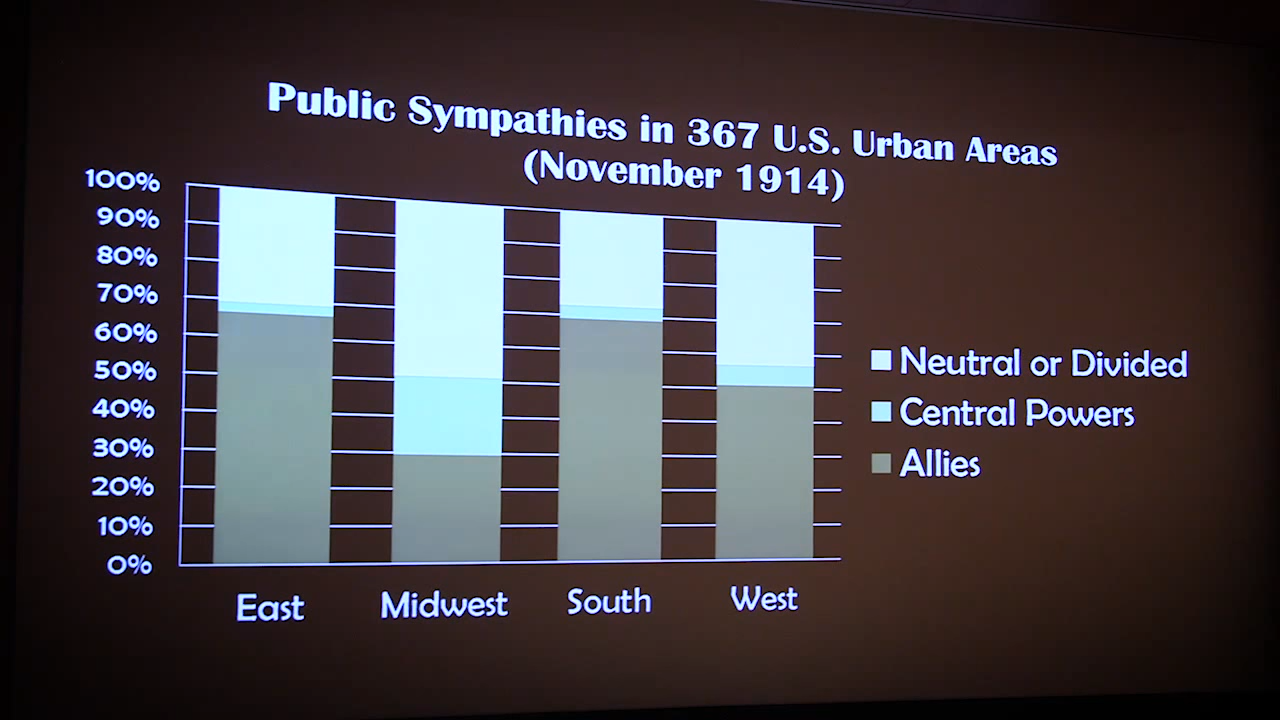 Public Sympathies in 367 U.S. Urban Areas
(November 1914)
100%
90%
80%
70%
60%
50%
40%
30%
20%
10%
0%
East
Midwest
South
West
Neutral or Divided
Central Powers
Allies